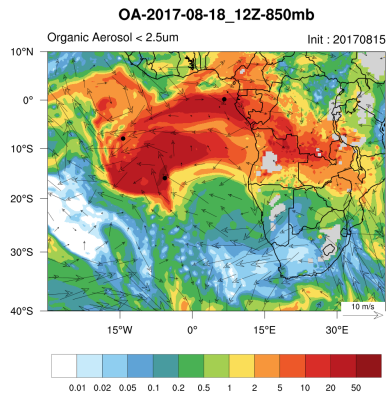 OA-2017-08-18_12Z-850mb
Organic Aerosol < 2.5um
Init : 20170815
10°N
0°
10°S
20°S
30°S
40°S
10 m/s
15°W 0° 15°E 30°E
0.01 0.02 0.05 0.1 0.2 0.5 1 2 5 10 20 50